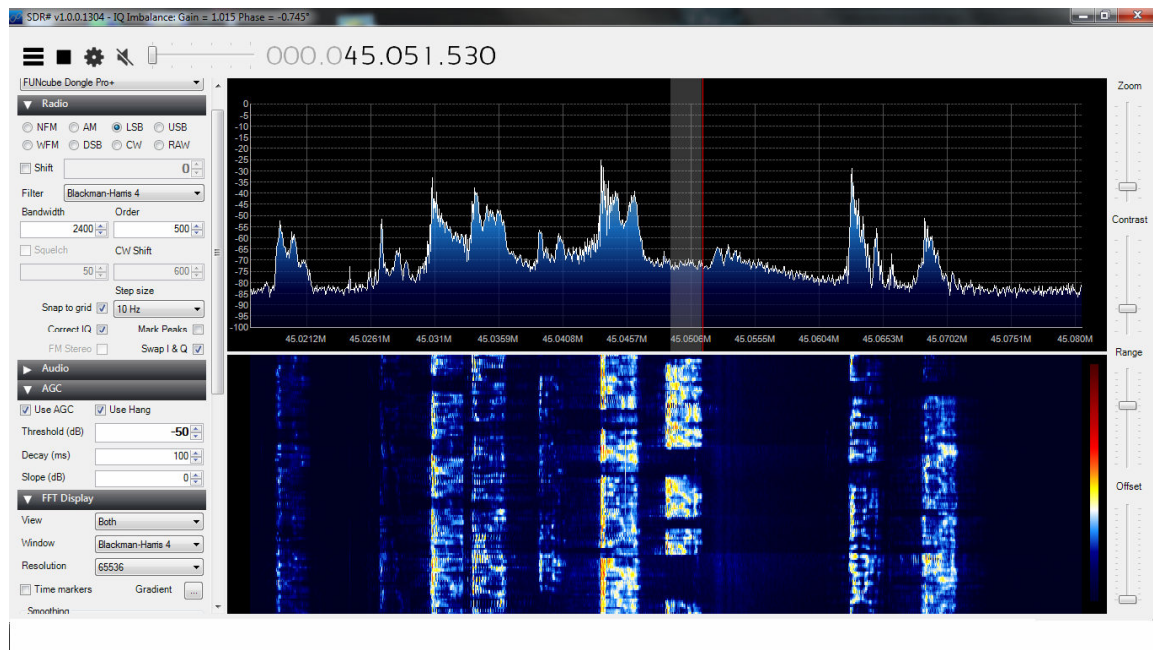 SDR# v1.0.0.1304 - IQ Imbalance: Gain = 1.015 Phase = -0.745°
000.045.051.530
FUNcube Dongle Pro+
Radio
NFM AM LSB USB
WFM DSB CW RAW
Shift 0
Filter Blackman-Harris 4
Bandwidth Order
2400 500
Squelch CW Shift
50 600
Step size
Snap to grid 10 Hz
Correct IQ Mark Peaks
FM Stereo Swap I & Q
Audio
AGC
Use AGC Use Hang
Threshold (dB) -50
Decay (ms) 100
Slope (dB) 0
FFT Display
View Both
Window Blackman-Harris 4
Resolution 65536
Time markers Gradient ...
Smoothing
0
-5
-10
-15
-20
-25
-30
-35
-40
-45
-50
-55
-60
-65
-70
-75
-80
-85
-90
-95
-100
45.0212M 45.0261M 45.031M 45.0359M 45.0408M 45.0457M 45.0506M 45.0555M 45.0604M 45.0653M 45.0702M 45.0751M 45.080M
Zoom
Contrast
Range
Offset